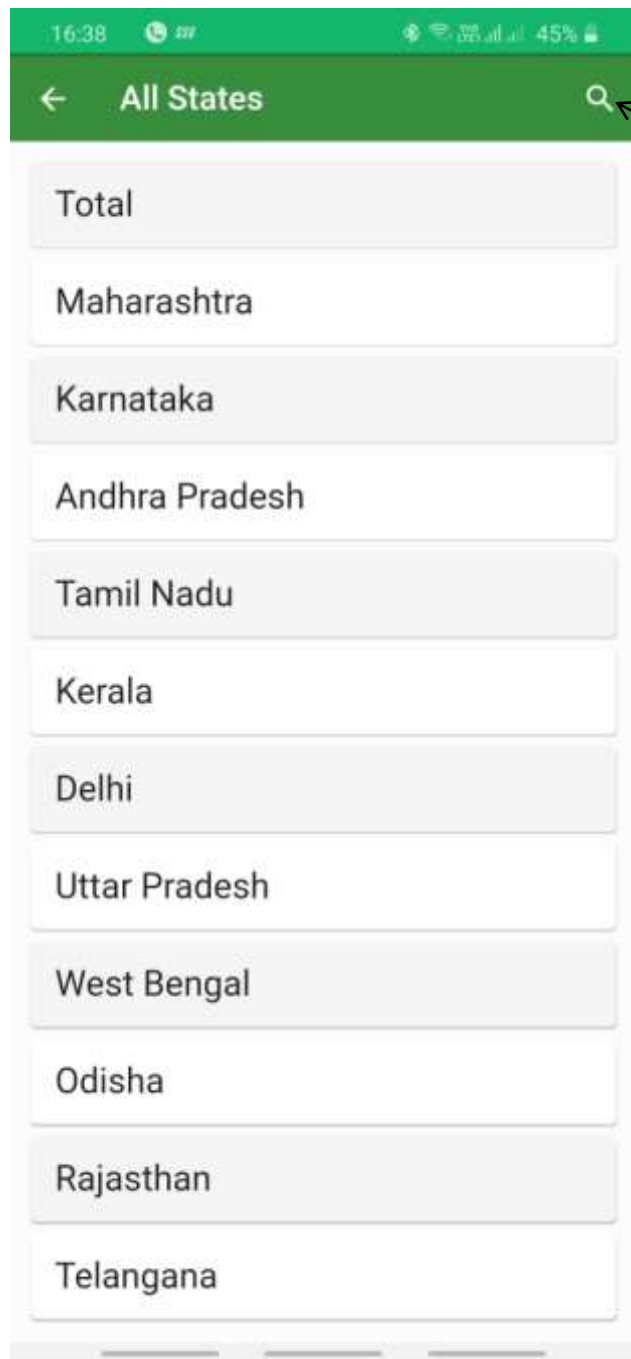 16:38 45%
All States
Total
Maharashtra
Karnataka
Andhra Pradesh
Tamil Nadu
Kerala
Delhi
Uttar Pradesh
West Bengal
Odisha
Rajasthan
Telangana